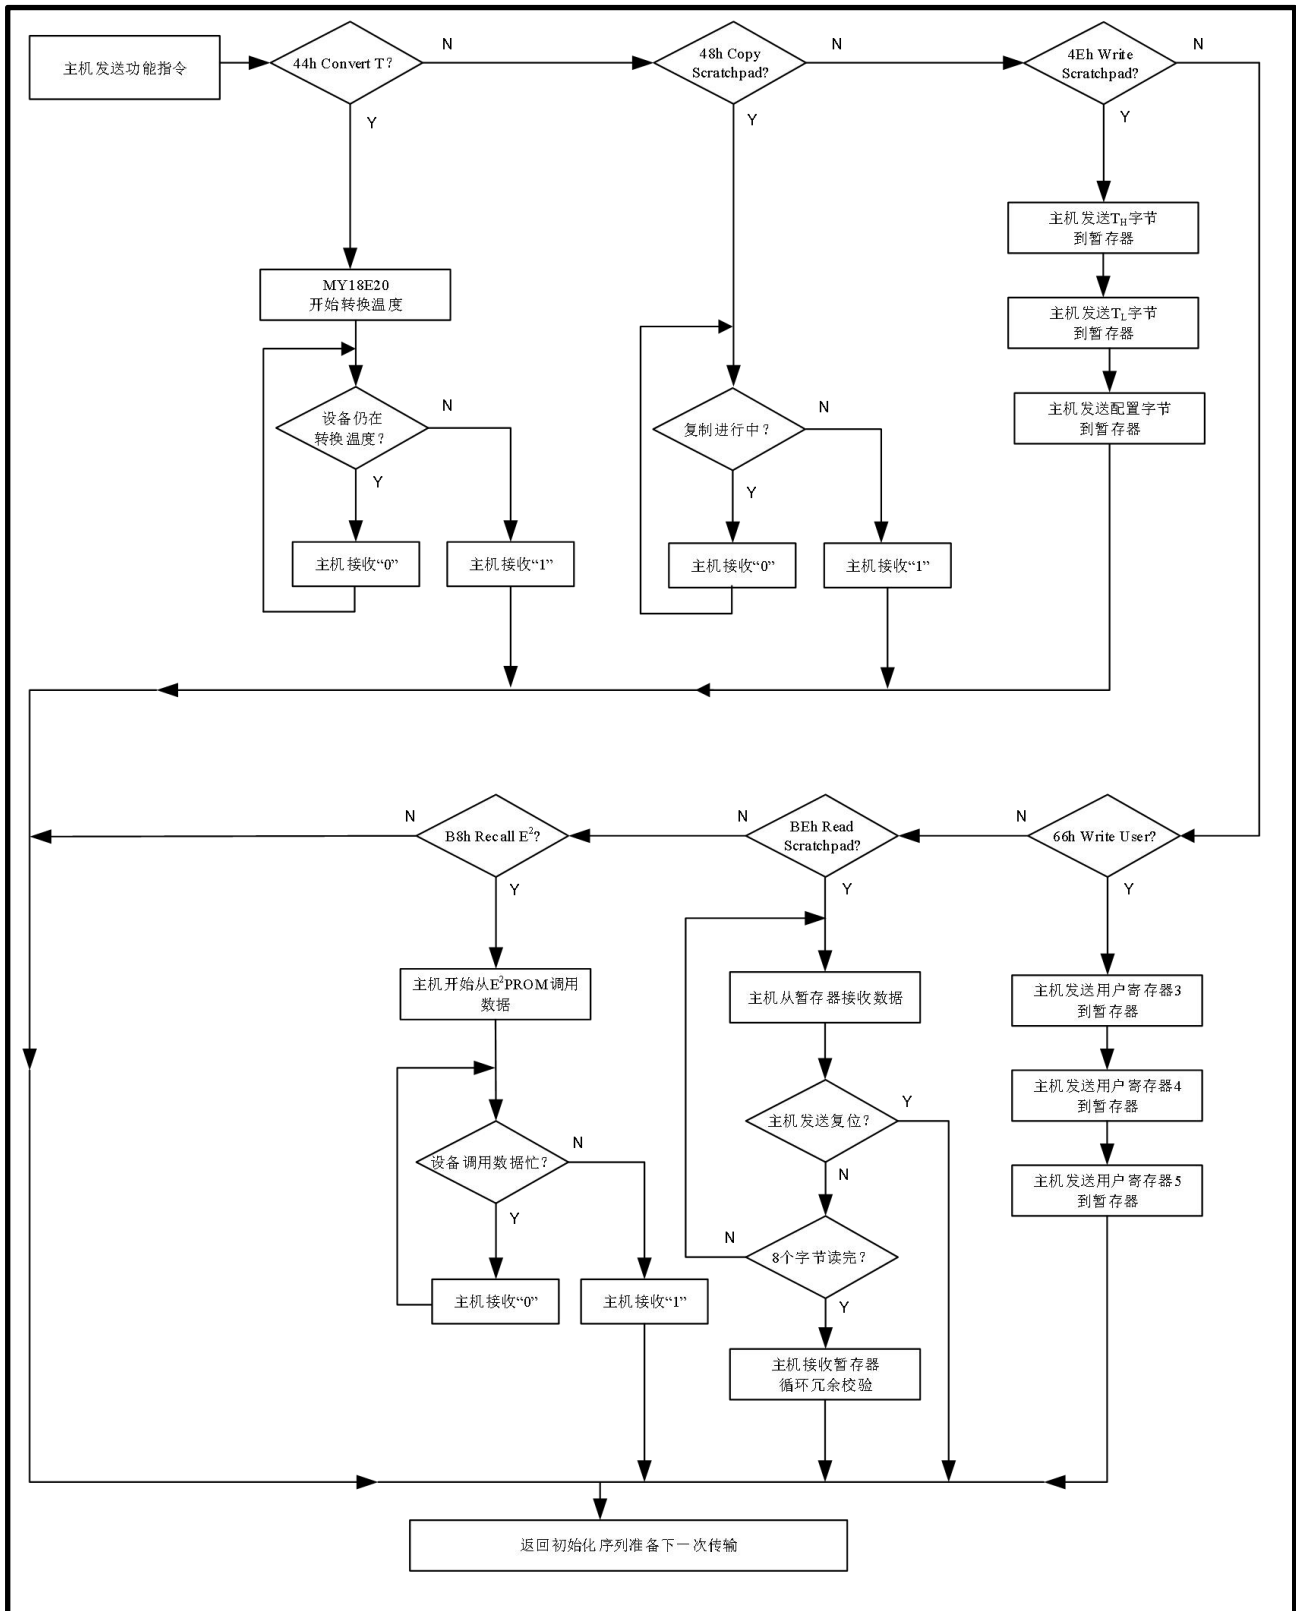 主机发送功能指令
44h Convert T?
N
48h Copy
Scratchpad?
N
4Eh Write
Scratchpad?
N
Y
Y
Y
主机发送TH字节
到暂存器
MY18E20
开始转换温度
主机发送TL字节
到暂存器
设备仍在
转换温度?
N
Y
复制进行中?
N
Y
主机发送配置字节
到暂存器
主机接收“0”
主机接收“1”
主机接收“0”
主机接收“1”
N
B8h Recall E²?
N
BEh Read
Scratchpad?
N
66h Write User?
Y
Y
Y
主机开始从E²PROM调用
数据
主机从暂存器接收数据
主机发送用户寄存器3
到暂存器
主机发送复位?
Y
主机发送用户寄存器4
到暂存器
设备调用数据忙?
N
Y
N
主机发送用户寄存器5
到暂存器
N
8个字节读完?
Y
主机接收“0”
主机接收“1”
主机接收暂存器
循环冗余校验
返回初始化序列准备下一次传输